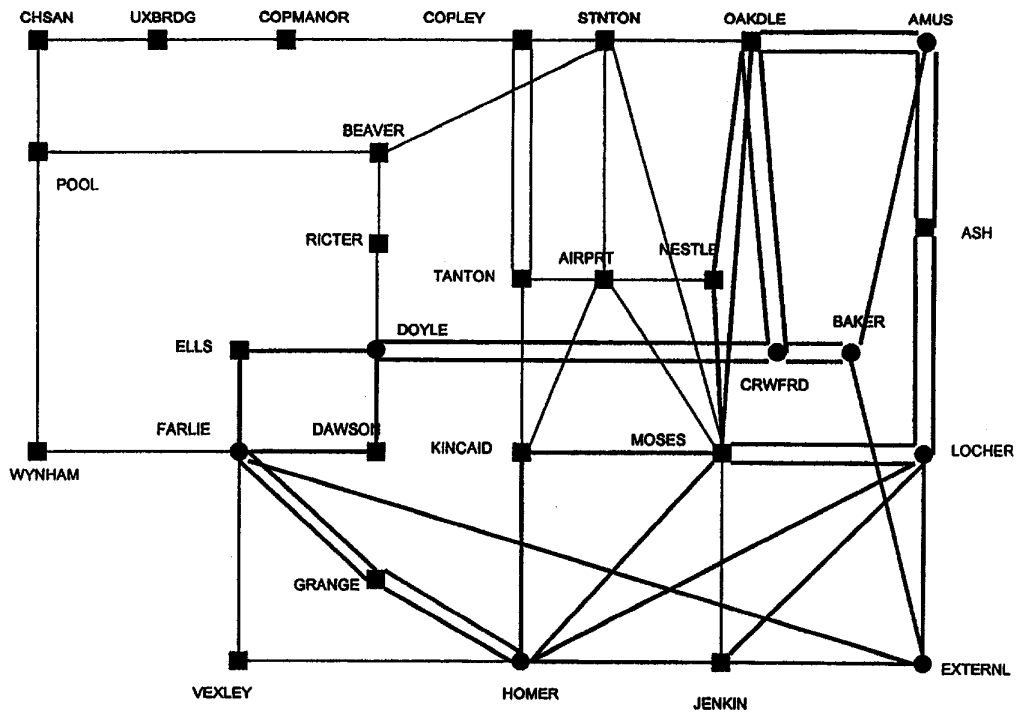 CHSAN
UXBRDG
COPMANOR
COPLEY
STNTON
OAKDLE
AMUS
BEAVER
POOL
RICTER
ASH
TANTON
AIRPRT
NESTLE
ELLS
DOYLE
BAKER
CRWFRD
FARLIE
DAWSON
KINCAID
MOSES
LOCHER
WYNHAM
GRANGE
VEXLEY
HOMER
JENKIN
EXTERNL